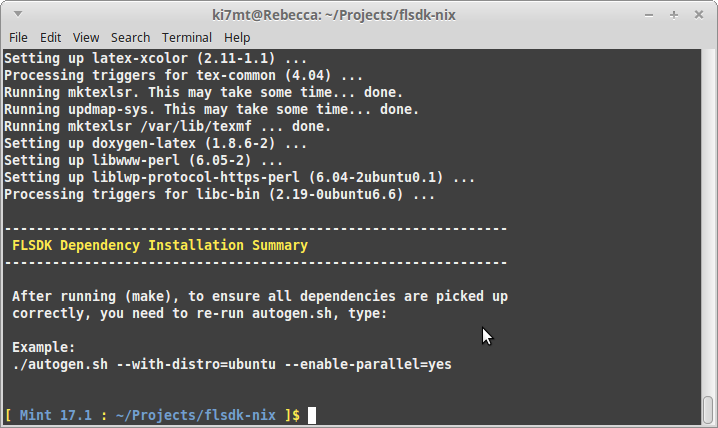 ki7mt@Rebecca: ~/Projects/flsdk-nix
File Edit View Search Terminal Help
Setting up latex-xcolor (2.11-1.1) ...
Processing triggers for tex-common (4.04) ...
Running mktexlsr. This may take some time... done.
Running updmap-sys. This may take some time... done.
Running mktexlsr /var/lib/texmf ... done.
Setting up doxygen-latex (1.8.6-2) ...
Setting up libwww-perl (6.05-2) ...
Setting up liblwp-protocol-https-perl (6.04-2ubuntu0.1) ...
Processing triggers for libc-bin (2.19-0ubuntu6.6) ...
---------------------------------------------------------------
FLSDK Dependency Installation Summary
---------------------------------------------------------------
After running (make), to ensure all dependencies are picked up
correctly, you need to re-run autogen.sh, type:
Example:
./autogen.sh --with-distro=ubuntu --enable-parallel=yes
[ Mint 17.1 : ~/Projects/flsdk-nix ]$